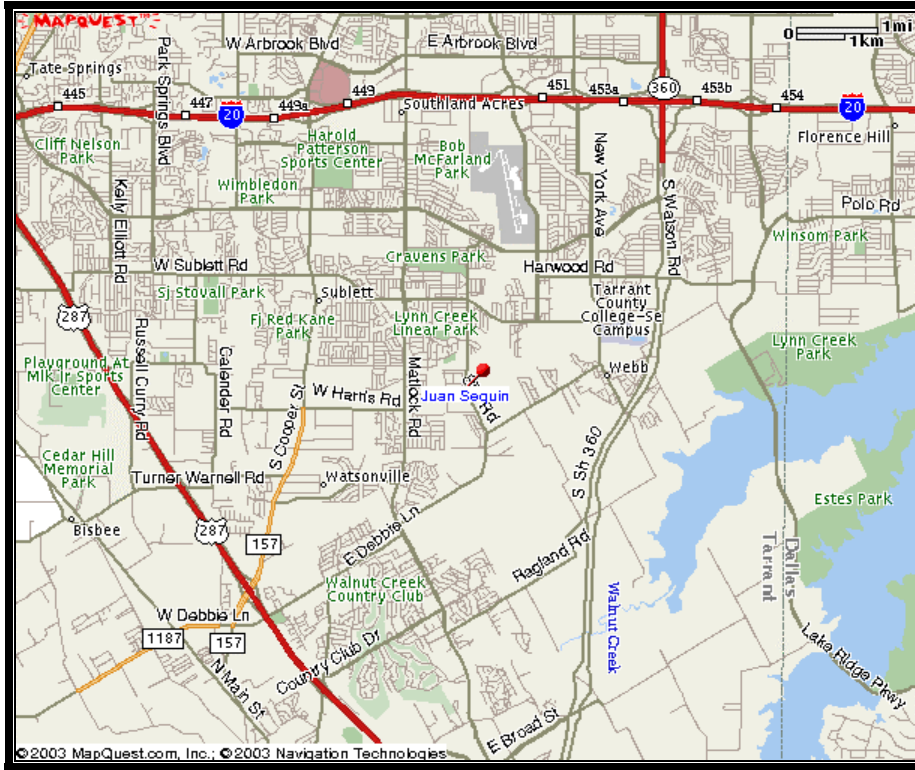 MAPQUEST
W Arbrook Blvd
E Arbrook Blvd
0
1mi
1km
Tate Springs
Park Springs Blvd
445
447
20
449a
449
451
453a
360
453b
454
20
Southland Acres
Florence Hill
Cliff Nelson
Park
Harold
Patterson
Sports Center
Bob
McFarland
Park
New York Ave
Wimbledon
Park
Kelly Elliott Rd
S Watson Rd
Polo Rd
Winsom Park
W Sublett Rd
Cravens Park
Harwood Rd
Sj Stovall Park
Sublett
Tarrant
County
College-Se
Campus
287
Fj Red Kane
Park
Lynn Creek
Linear Park
Lynn Creek
Park
Russell Curry Rd
Calender Rd
Playground At
Mlk Jr Sports
Center
Matlock Rd
Webb
W Harris Rd
Juan Sequin
Rd
S Cooper St
Cedar Hill
Memorial
Park
Turner Warnell Rd
Watsonville
S Sh 360
Estes Park
Bisbee
287
157
E Debbie Ln
Ragland Rd
Tarrant
Dallas
Walnut Creek
Country Club
Walnut Creek
W Debbie Ln
1187
157
Country Club Dr
Lake Ridge Pkwy
N Main St
E Broad St
©2003 MapQuest.com, Inc.; ©2003 Navigation Technologies